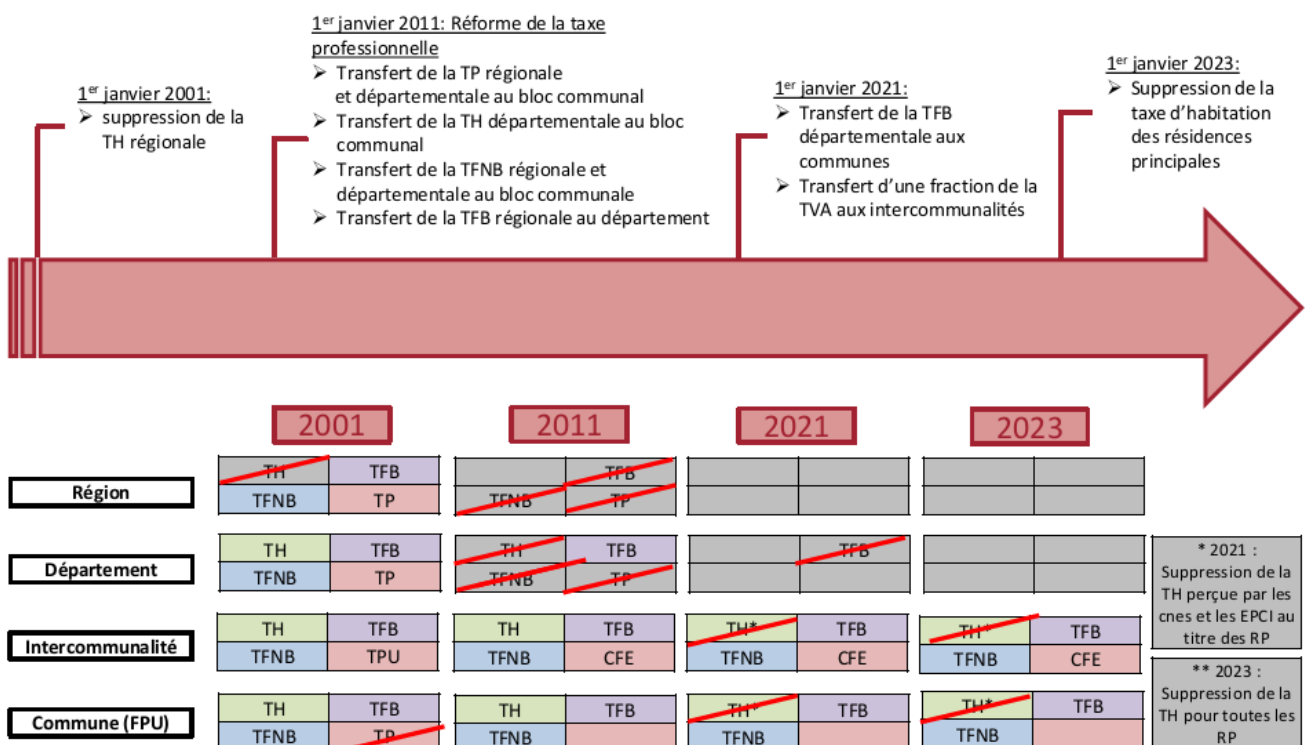 1er janvier 2001:
➢ suppression de la
TH régionale
1er janvier 2011: Réforme de la taxe
professionnelle
➢ Transfert de la TP régionale
et départementale au bloc communal
➢ Transfert de la TH départementale au bloc
communal
➢ Transfert de la TFNB régionale et
départementale au bloc communale
➢ Transfert de la TFB régionale au département
1er janvier 2021:
➢ Transfert de la TFB
départementale aux
communes
➢ Transfert d'une fraction de la
TVA aux intercommunalités
1er janvier 2023:
➢ Suppression de la
taxe d'habitation
des résidences
principales
2001 2011 2021 2023
Région
TH TFB TFB
TFNB TP TFNB TP
Département
TH TFB TH TFB TFB
TFNB TP TFNB TP
Intercommunalité
TH TFB TH TFB TH* TFB TH* TFB
TFNB TPU TFNB CFE TFNB CFE TFNB CFE
Commune (FPU)
TH TFB TH TFB TH* TFB TH* TFB
TFNB TP TFNB TFNB TFNB
* 2021 :
Suppression de la
TH perçue par les
cnes et les EPCI au
titre des RP
** 2023 :
Suppression de la
TH pour toutes les
RP